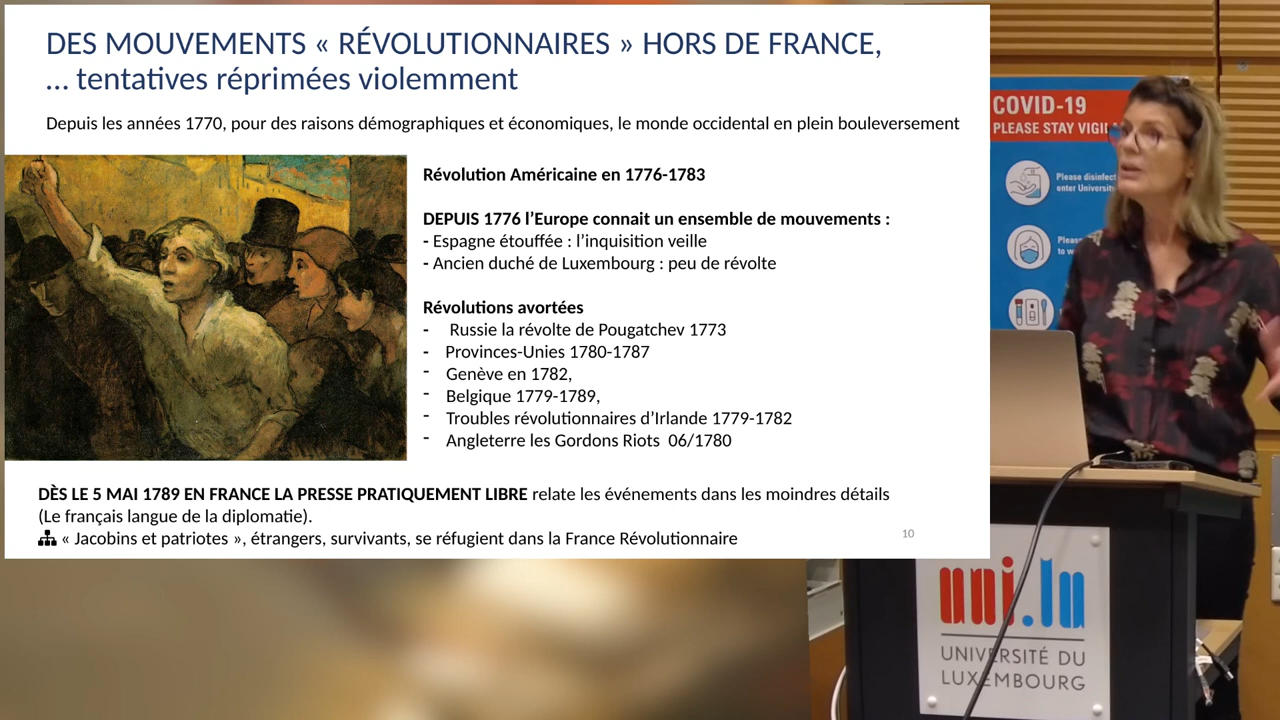 DES MOUVEMENTS « RÉVOLUTIONNAIRES » HORS DE FRANCE,
... tentatives réprimées violemment
Depuis les années 1770, pour des raisons démographiques et économiques, le monde occidental en plein bouleversement
Révolution Américaine en 1776-1783
DEPUIS 1776 l’Europe connait un ensemble de mouvements :
- Espagne étouffée : l’inquisition veille
- Ancien duché de Luxembourg : peu de révolte
Révolutions avortées
- Russie la révolte de Pougatchev 1773
- Provinces-Unies 1780-1787
- Genève en 1782,
- Belgique 1779-1789,
- Troubles révolutionnaires d’Irlande 1779-1782
- Angleterre les Gordons Riots 06/1780
DÈS LE 5 MAI 1789 EN FRANCE LA PRESSE PRATIQUEMENT LIBRE relate les événements dans les moindres détails
(Le français langue de la diplomatie).
« Jacobins et patriotes », étrangers, survivants, se réfugient dans la France Révolutionnaire
10
COVID-19
PLEASE STAY
Please
enter
to
uni.lu
UNIVERSITÉ DU
LUXEMBOURG